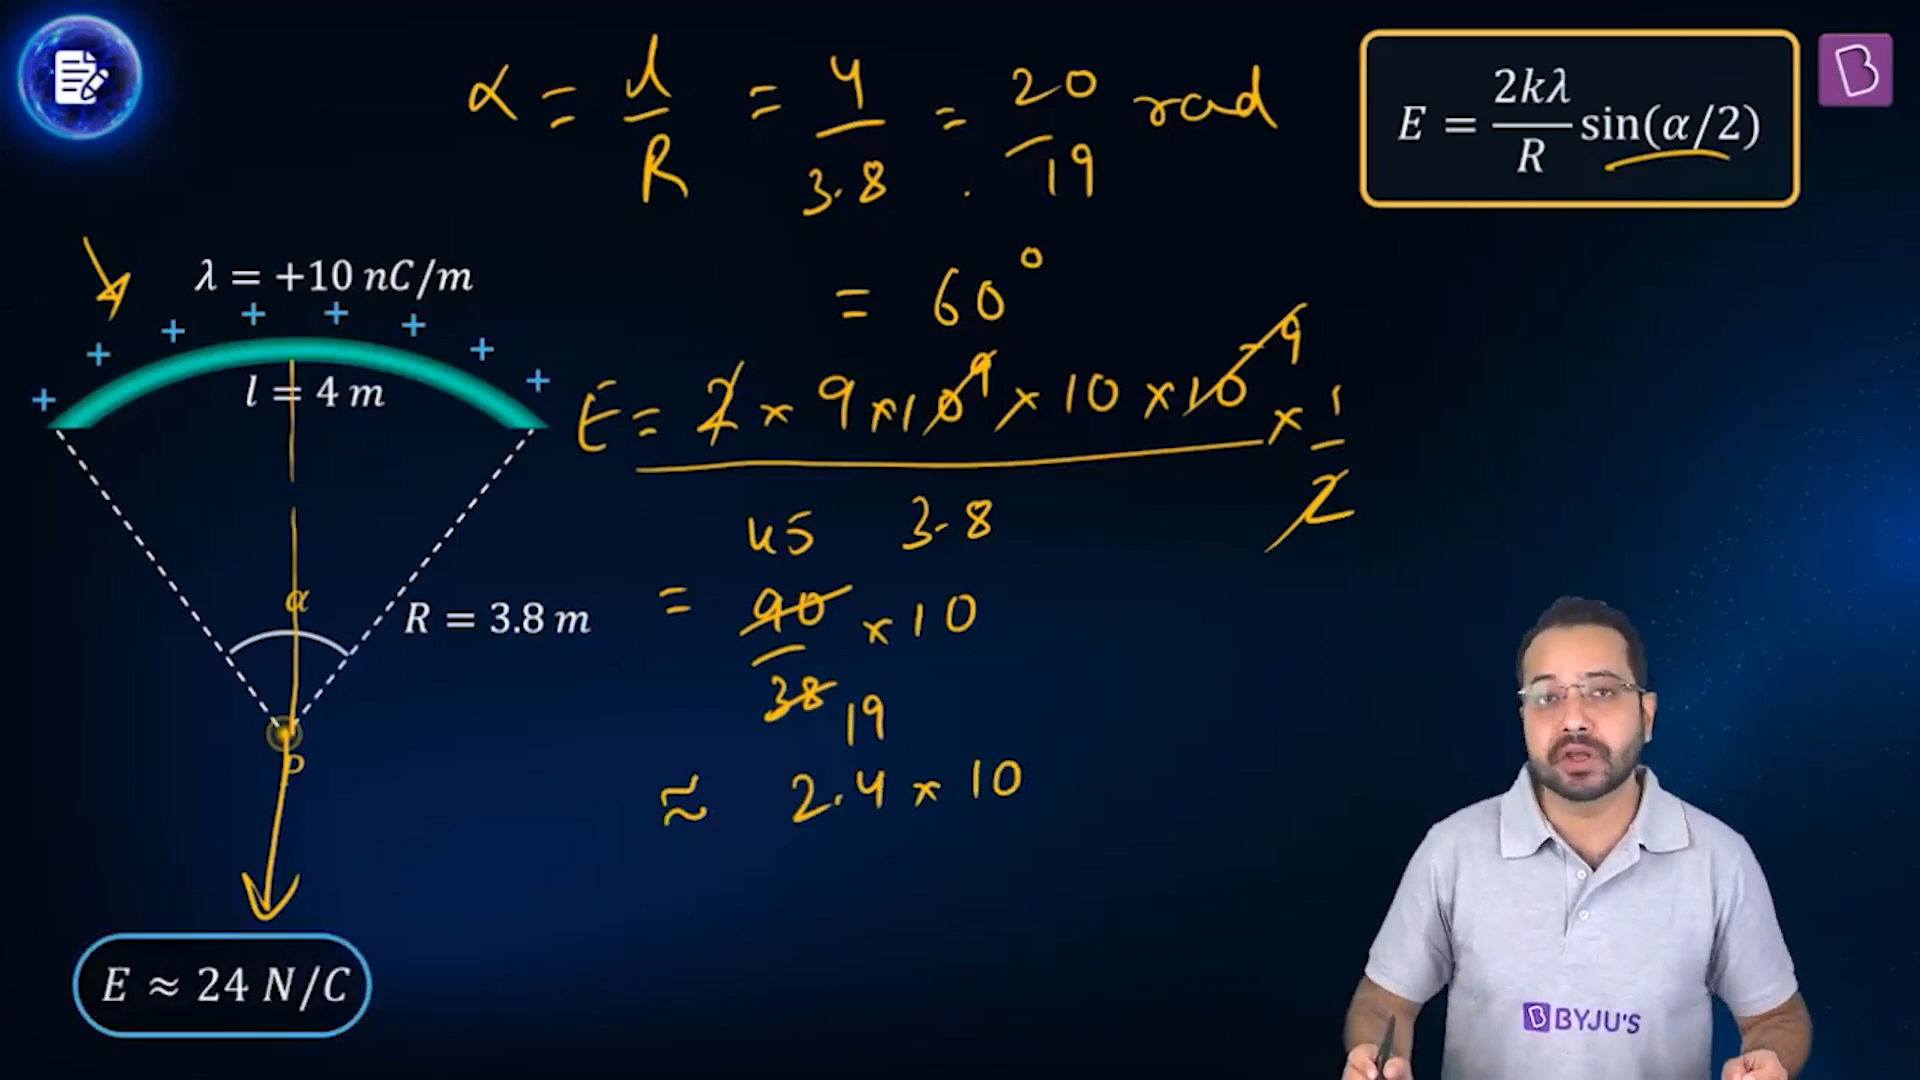 α = l/R = 4/3.8 = 20/19 rad
= 60°
E = 2kλ/R sin(α/2)
B
λ = +10 nC/m
+ + + + + + + +
l = 4 m
α
R = 3.8 m
P
E = 2 × 9 × 10⁹ × 10 × 10⁻⁹ × 1/2
3.8
45
= 90/38 × 10
19
≈ 2.4 × 10
E ≈ 24 N/C
B BYJU'S